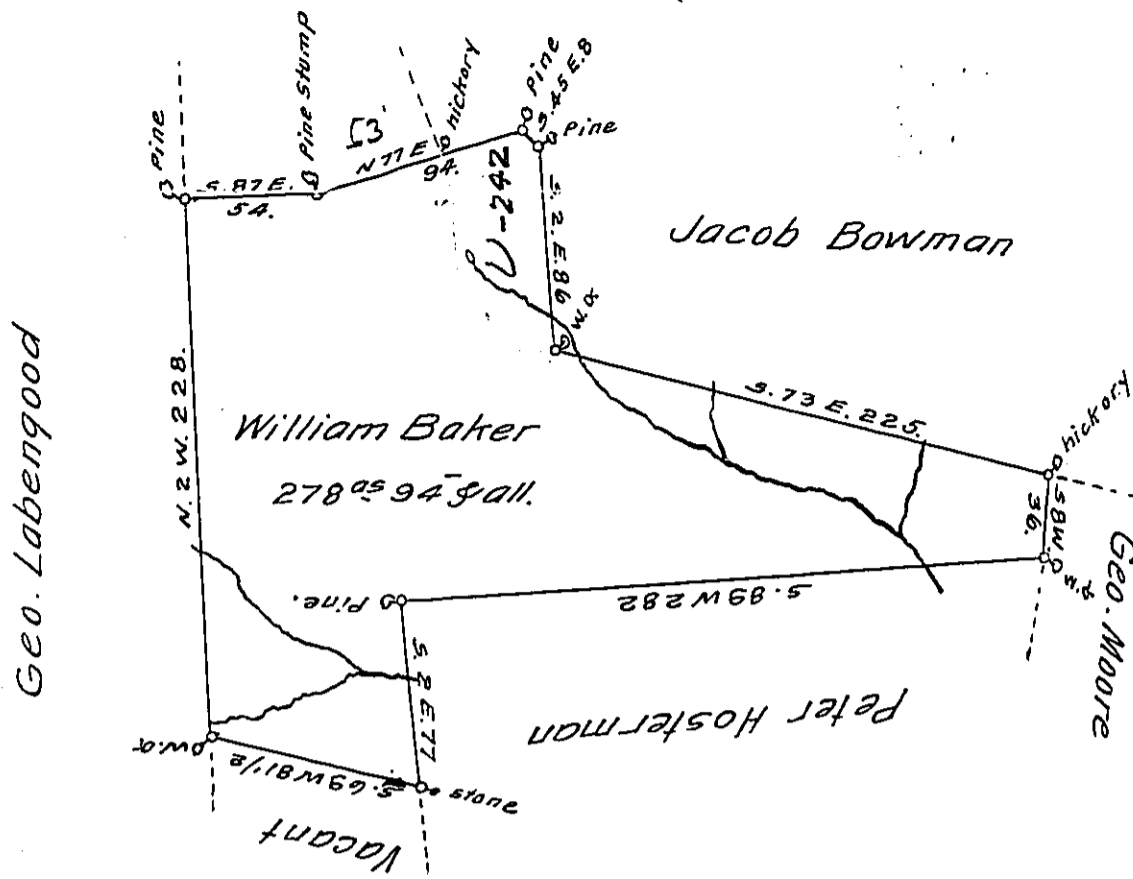 Pine
Pine Stump
hickory
Pine
S. 45 E. 8
Pine
I3
S. 87 E.
54.
N 77 E
94.
U-242
S. 2. E. 86
W. O.
Jacob Bowman
Geo. Labengood
N. 2 W. 228.
William Baker
278 as 94 - & all.
S. 73 E. 225.
hickory
S 8 W.
36.
Geo. Moore
Pine.
S. 89 W 282
S. 2 E. 77
Peter Hosterman
W. O.
S. 69 W 81 1/2
Stone
Vacant